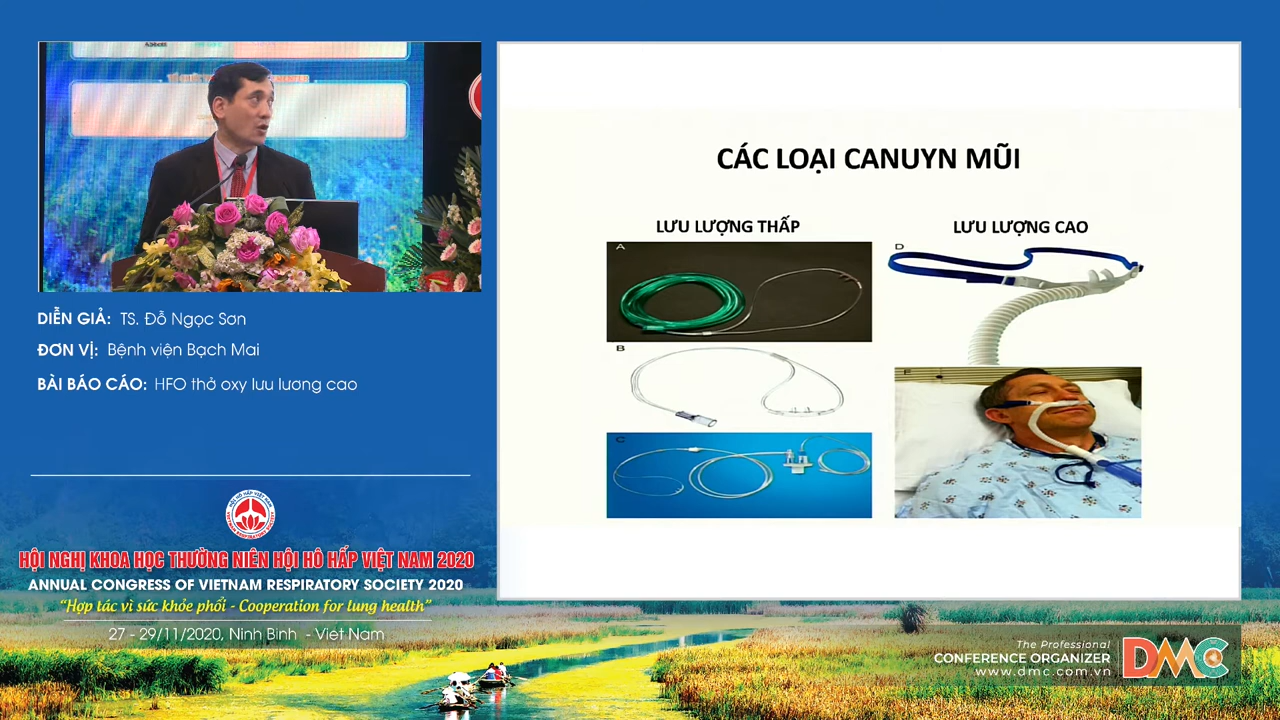 DIỄN GIẢ: TS. Đỗ Ngọc Sơn
ĐƠN VỊ: Bệnh viện Bạch Mai
BÀI BÁO CÁO: HFO thở oxy lưu lương cao
HỘI NGHỊ KHOA HỌC THƯỜNG NIÊN HỘI HÔ HẤP VIỆT NAM 2020
ANNUAL CONGRESS OF VIETNAM RESPIRATORY SOCIETY 2020
“Hợp tác vì sức khỏe phổi - Cooperation for lung health”
27 - 29/11/2020, Ninh Bình - Việt Nam
CÁC LOẠI CANUYN MŨI
LƯU LƯỢNG THẤP
LƯU LƯỢNG CAO
A
B
C
D
E
The Professional
CONFERENCE ORGANIZER
www.dmc.com.vn
DMC